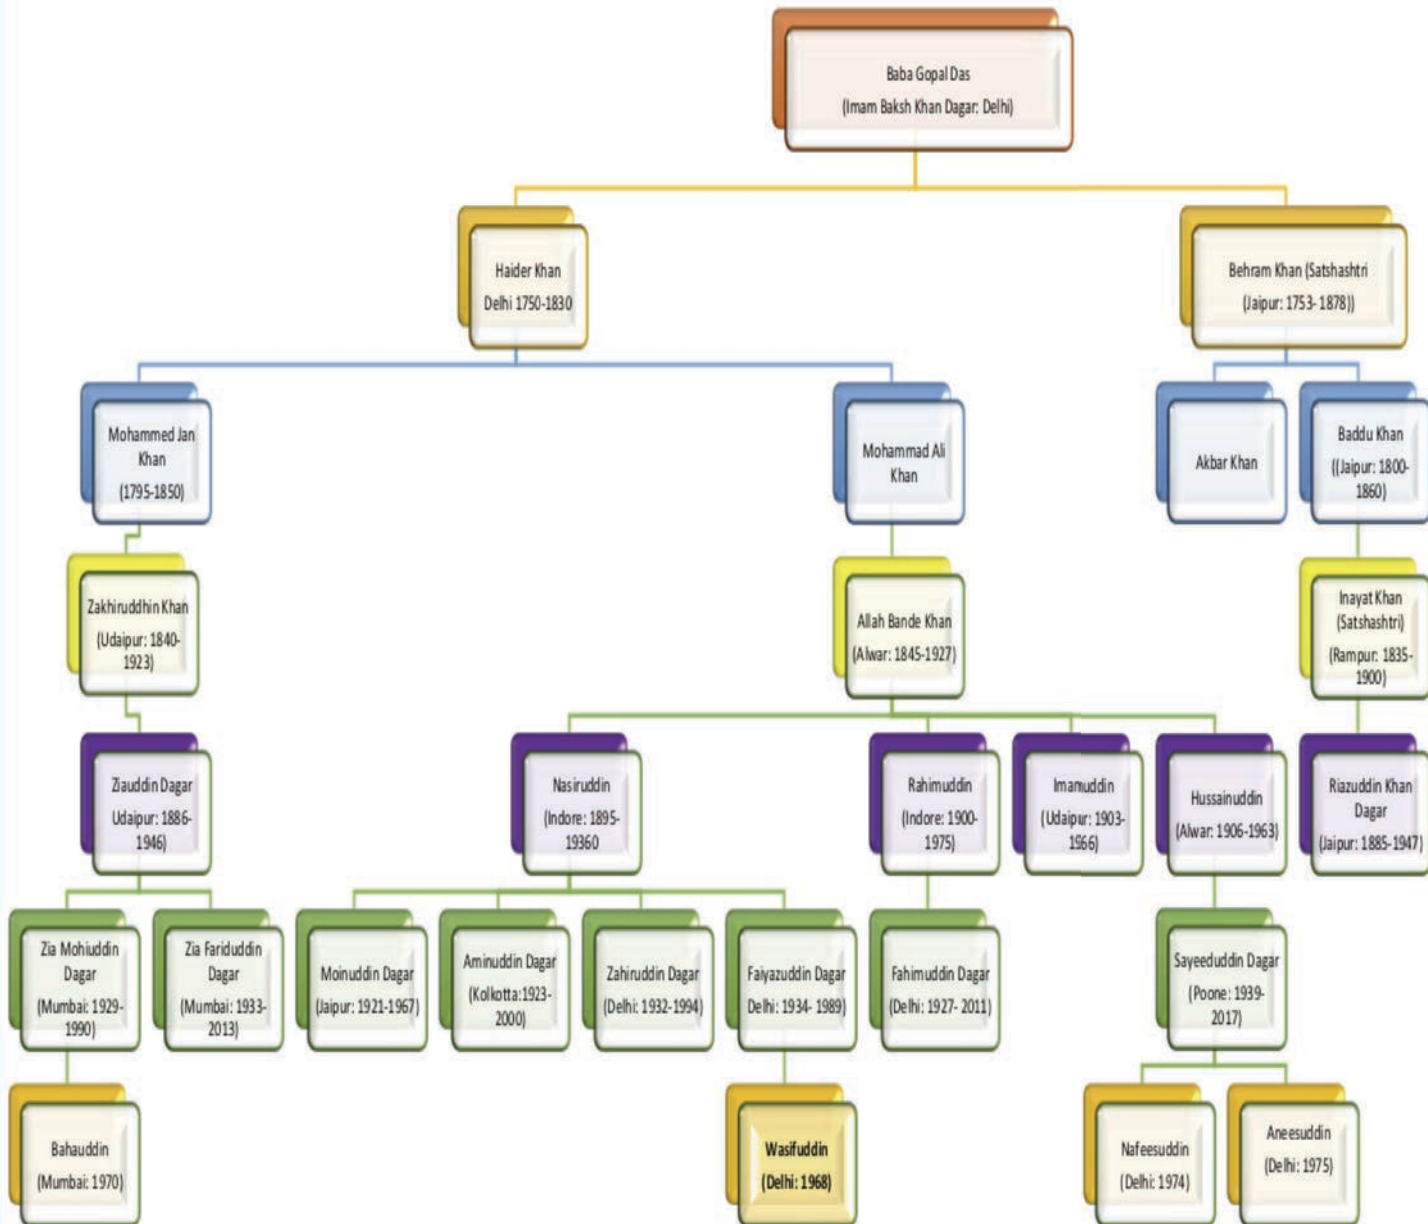 Baba Gopal Das
(Imam Baksh Khan Dagar: Delhi)
Haider Khan
Delhi 1750-1830
Behram Khan (Satshashtri
(Jaipur: 1753- 1878))
Mohammed Jan
Khan
(1795-1850)
Mohammad Ali
Khan
Akbar Khan
Baddu Khan
((Jaipur: 1800-
1860)
Zakhiruddhin Khan
(Udaipur: 1840-
1923)
Allah Bande Khan
(Alwar: 1845-1927)
Inayat Khan
(Satshashtri)
(Rampur: 1835-
1900)
Ziauddin Dagar
Udaipur: 1886-
1946)
Nasiruddin
(Indore: 1895-
19360
Rahimuddin
(Indore: 1900-
1975)
Imamuddin
(Udaipur: 1903-
1966)
Hussainuddin
(Alwar: 1906-1963)
Riazuddin Khan
Dagar
(Jaipur: 1885-1947)
Zia Mohiuddin
Dagar
(Mumbai: 1929-
1990)
Zia Fariduddin
Dagar
(Mumbai: 1933-
2013)
Moinuddin Dagar
(Jaipur: 1921-1967)
Aminuddin Dagar
(Kolkotta:1923-
2000)
Zahiruddin Dagar
(Delhi: 1932-1994)
Faiyazuddin Dagar
Delhi: 1934- 1989)
Fahimuddin Dagar
(Delhi: 1927- 2011)
Sayeeduddin Dagar
(Poone: 1939-
2017)
Bahauddin
(Mumbai: 1970)
Wasifuddin
(Delhi: 1968)
Nafeesuddin
(Delhi: 1974)
Aneesuddin
(Delhi: 1975)